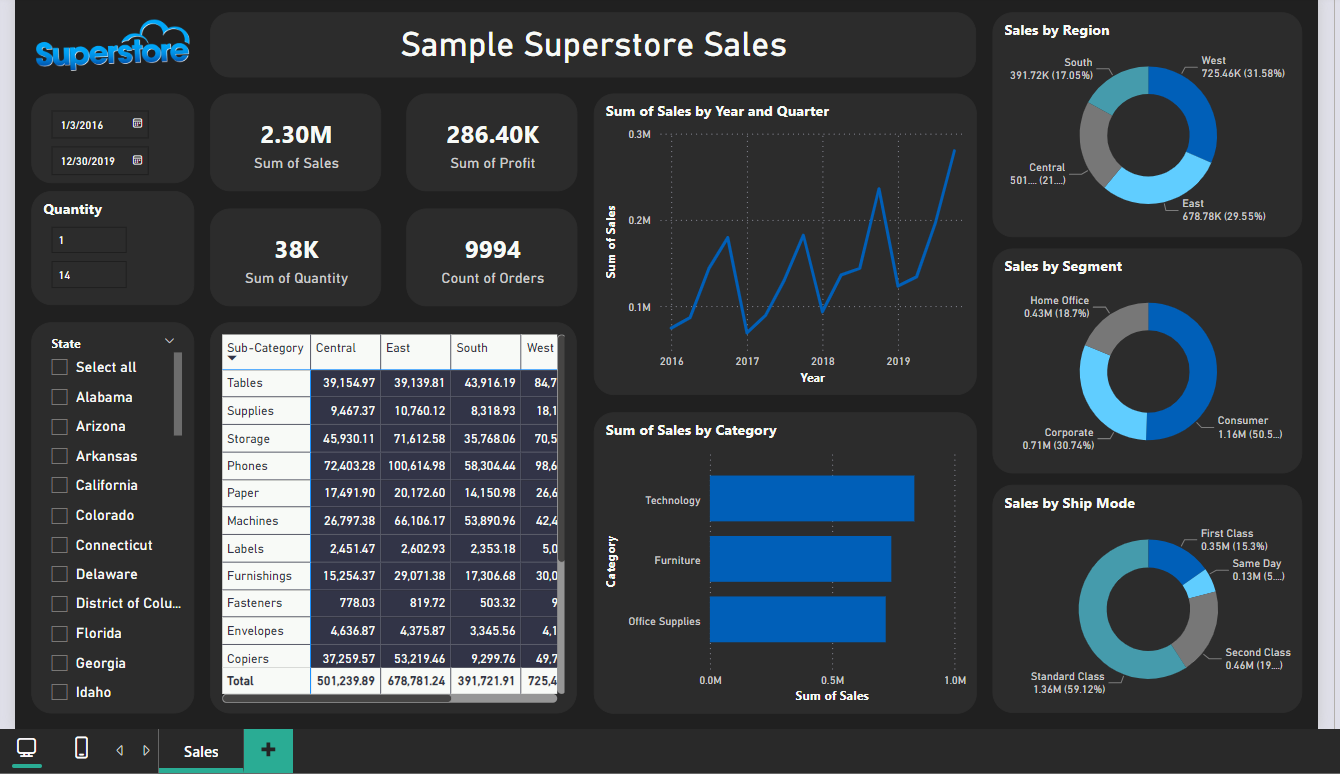 Superstore
Sample Superstore Sales
1/3/2016
12/30/2019
Quantity
1
14
State
Select all
Alabama
Arizona
Arkansas
California
Colorado
Connecticut
Delaware
District of Colu...
Florida
Georgia
Idaho
2.30M
Sum of Sales
286.40K
Sum of Profit
38K
Sum of Quantity
9994
Count of Orders
Sub-Category Central East South West
Tables 39,154.97 39,139.81 43,916.19 84,7
Supplies 9,467.37 10,760.12 8,318.93 18,1
Storage 45,930.11 71,612.58 35,768.06 70,5
Phones 72,403.28 100,614.98 58,304.44 98,6
Paper 17,491.90 20,172.60 14,150.98 26,6
Machines 26,797.38 66,106.17 53,890.96 42,4
Labels 2,451.47 2,602.93 2,353.18 5,0
Furnishings 15,254.37 29,071.38 17,306.68 30,0
Fasteners 778.03 819.72 503.32 9
Envelopes 4,636.87 4,375.87 3,345.56 4,1
Copiers 37,259.57 53,219.46 9,299.76 49,7
Total 501,239.89 678,781.24 391,721.91 725,4
Sum of Sales by Year and Quarter
0.3M
0.2M
0.1M
Sum of Sales
2016 2017 2018 2019
Year
Sum of Sales by Category
Category
Technology
Furniture
Office Supplies
0.0M 0.5M 1.0M
Sum of Sales
Sales by Region
South
391.72K (17.05%)
West
725.46K (31.58%)
Central
501.... (21....)
East
678.78K (29.55%)
Sales by Segment
Home Office
0.43M (18.7%)
Consumer
1.16M (50.5...)
Corporate
0.71M (30.74%)
Sales by Ship Mode
First Class
0.35M (15.3%)
Same Day
0.13M (5....)
Second Class
0.46M (19....)
Standard Class
1.36M (59.12%)
Sales
+